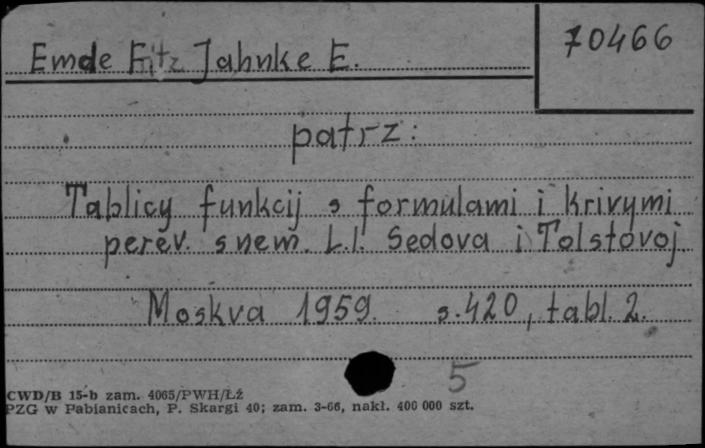 Emde Fitz Jahnke E.
70466
patrz:
Tablicy funkcij s formulami i krivymi
perev. s nem. L.I. Sedova i Tolstovoj
Moskva 1959. s. 420, tabl. 2.
5
CWD/B 15-b zam. 4065/PWH/Łź
PZG w Pabianicach, P. Skargi 40; zam. 3-66, nakł. 400 000 szt.